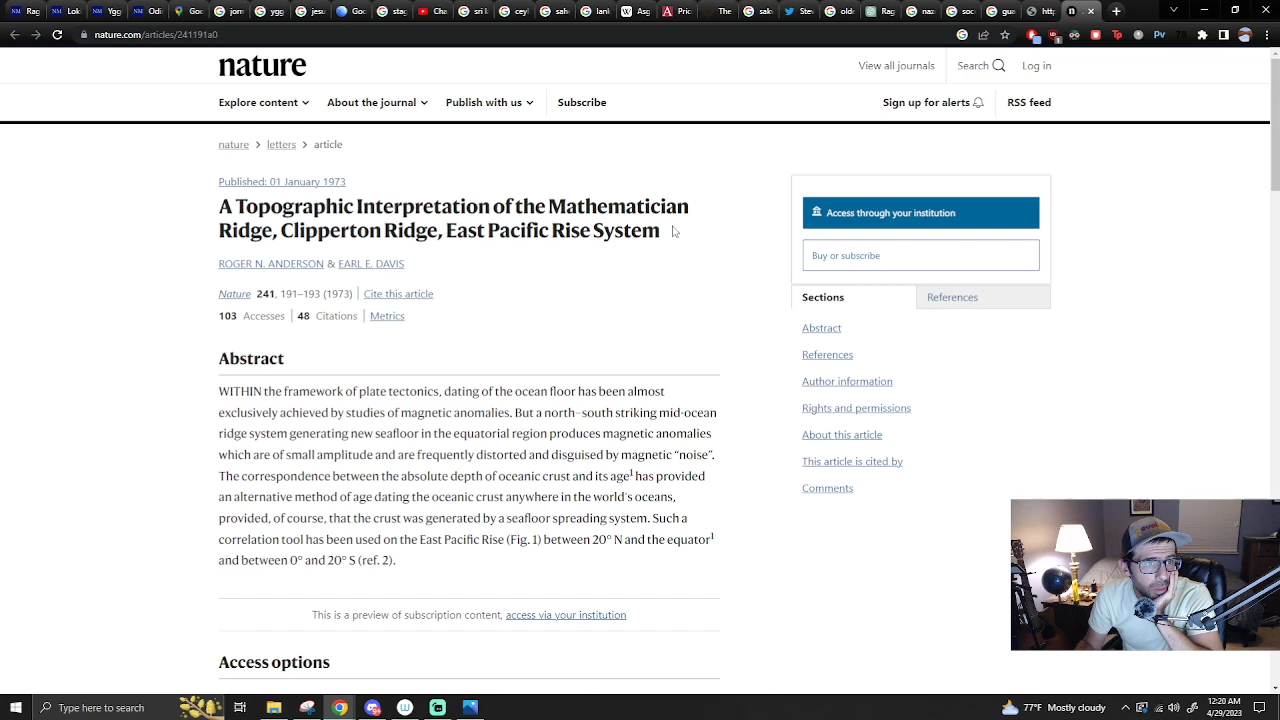 nature.com/articles/241191a0
nature
View all journals
Search
Log in
Explore content
About the journal
Publish with us
Subscribe
Sign up for alerts
RSS feed
nature > letters > article
Published: 01 January 1973
A Topographic Interpretation of the Mathematician
Ridge, Clipperton Ridge, East Pacific Rise System
ROGER N. ANDERSON & EARL E. DAVIS
Nature 241, 191–193 (1973) | Cite this article
103 Accesses | 48 Citations | Metrics
Abstract
WITHIN the framework of plate tectonics, dating of the ocean floor has been almost
exclusively achieved by studies of magnetic anomalies. But a north–south striking mid-ocean
ridge system generating new seafloor in the equatorial region produces magnetic anomalies
which are of small amplitude and are frequently distorted and disguised by magnetic “noise”.
The correspondence between the absolute depth of oceanic crust and its age1 has provided
an alternative method of age dating the oceanic crust anywhere in the world's oceans,
provided, of course, that the crust was generated by a seafloor spreading system. Such a
correlation tool has been used on the East Pacific Rise (Fig. 1) between 20° N and the equator1
and between 0° and 20° S (ref. 2).
This is a preview of subscription content, access via your institution
Access options
Access through your institution
Buy or subscribe
Sections
References
Abstract
References
Author information
Rights and permissions
About this article
This article is cited by
Comments
Type here to search
77°F
12:20 AM
7/29/2023